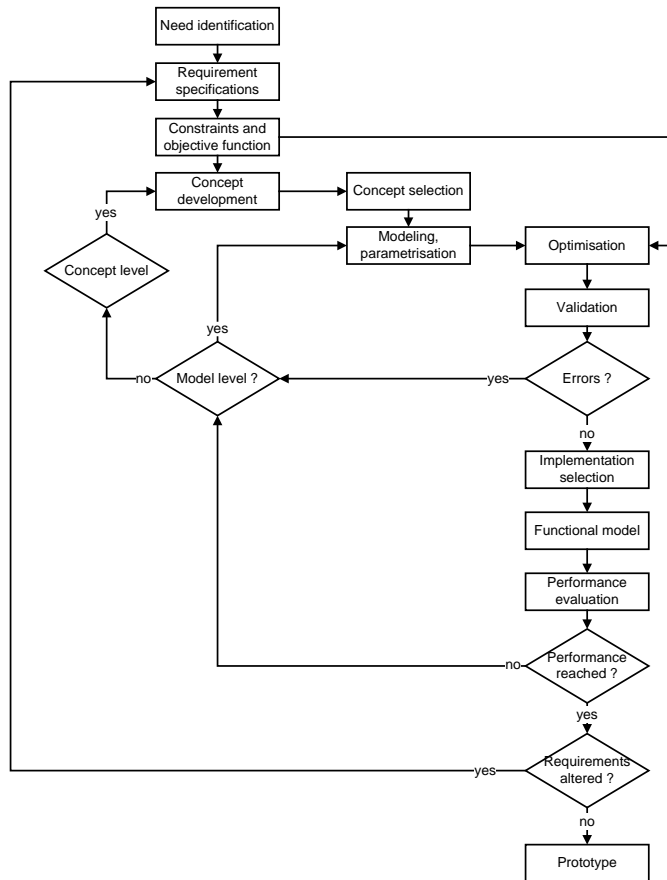 Need identification
Requirement
specifications
Constraints and
objective function
Concept
development
Concept selection
yes
Modeling,
parametrisation
Optimisation
Concept level
Validation
yes
no
Model level ?
yes
Errors ?
no
Implementation
selection
Functional model
Performance
evaluation
Performance
reached ?
no
yes
Requirements
altered ?
yes
no
Prototype